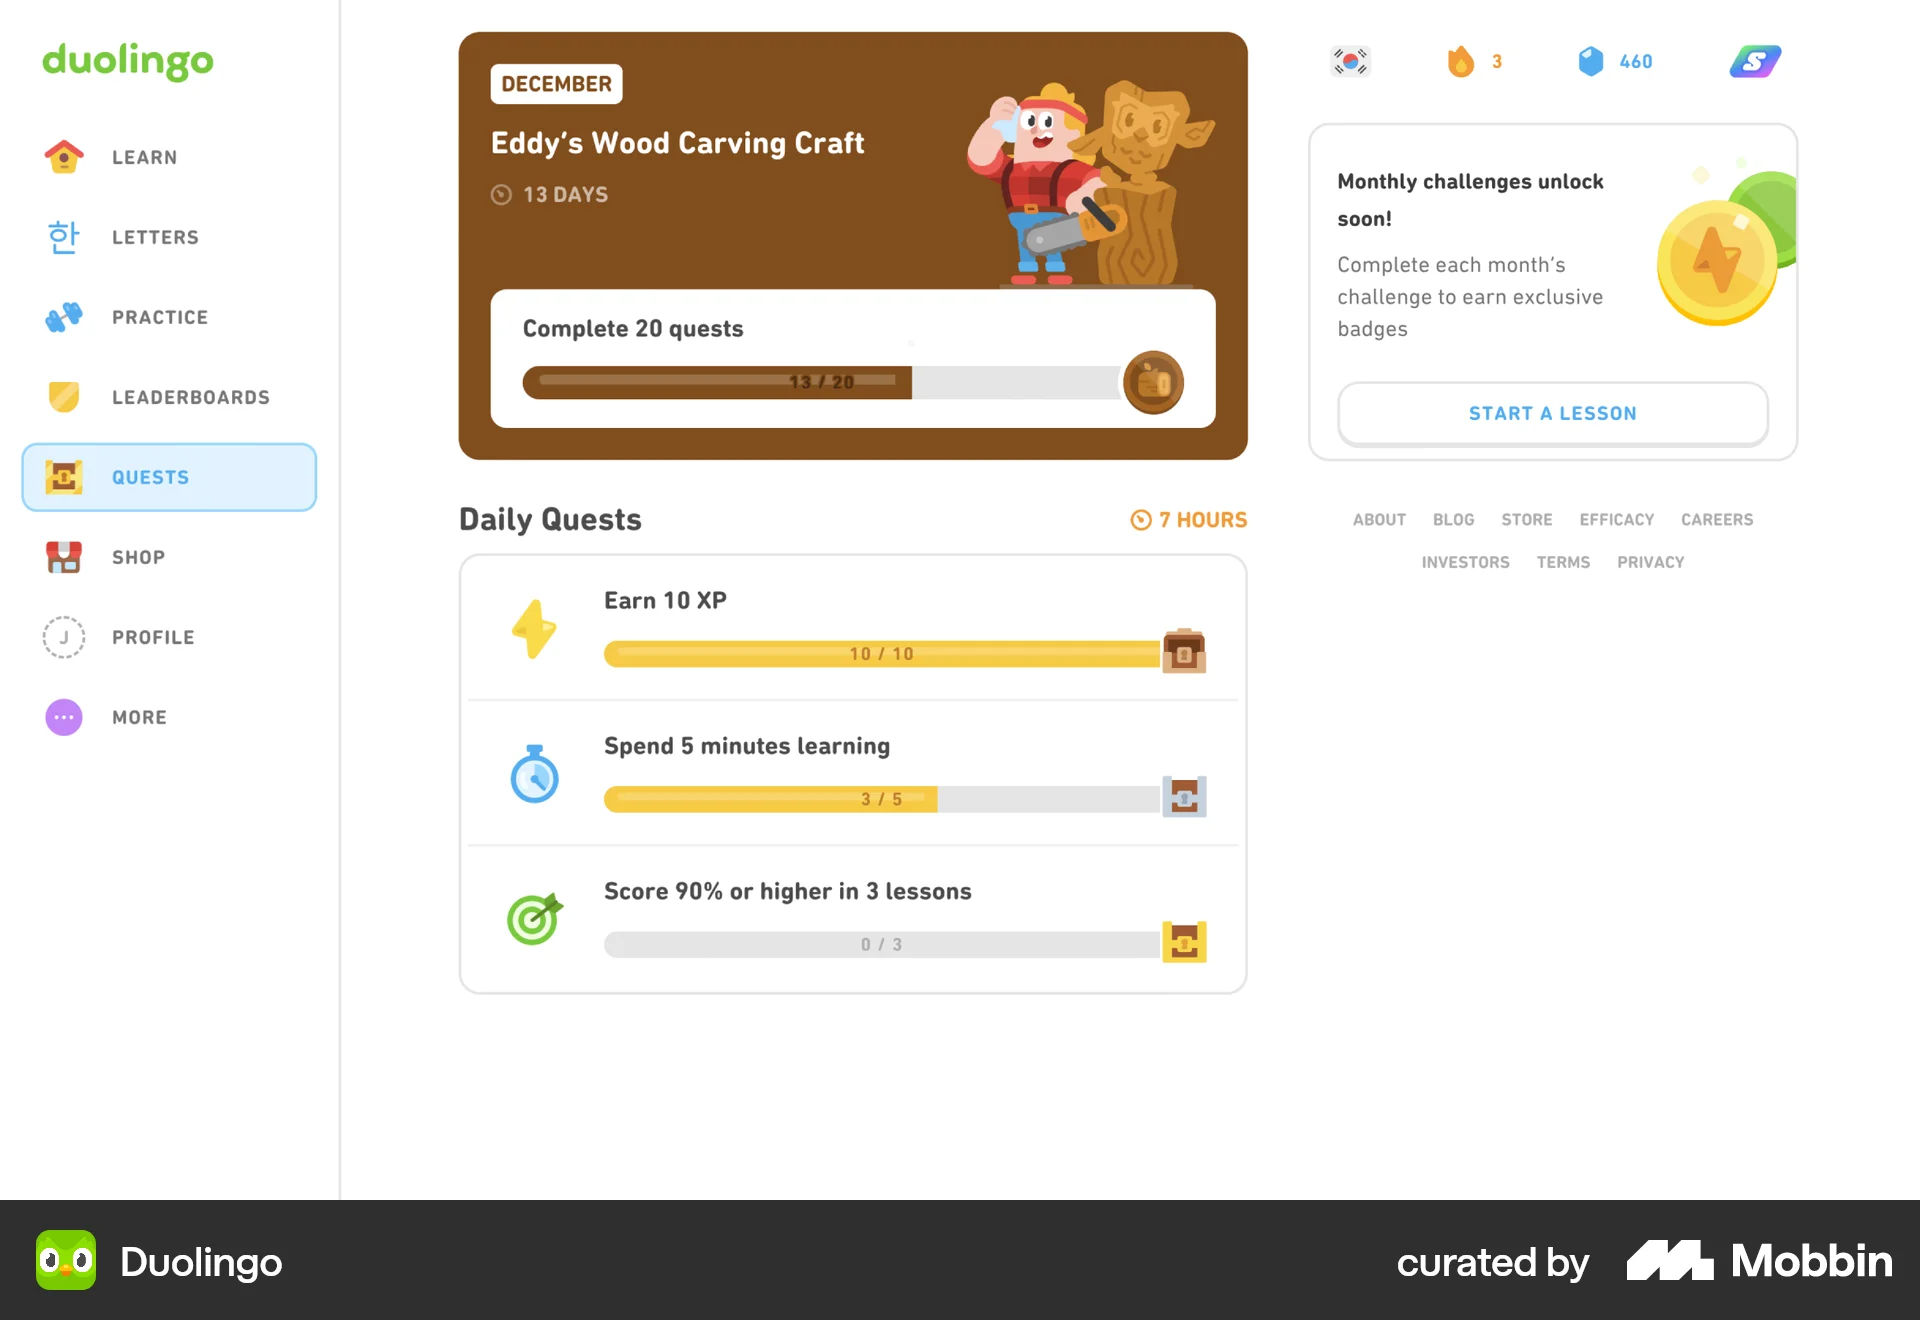 duolingo
LEARN
한
LETTERS
PRACTICE
LEADERBOARDS
QUESTS
SHOP
J
PROFILE
MORE
DECEMBER
Eddy's Wood Carving Craft
13 DAYS
Complete 20 quests
13 / 20
Daily Quests
7 HOURS
Earn 10 XP
10 / 10
Spend 5 minutes learning
3 / 5
Score 90% or higher in 3 lessons
0 / 3
3
460
S
Monthly challenges unlock
soon!
Complete each month's
challenge to earn exclusive
badges
START A LESSON
ABOUT BLOG STORE EFFICACY CAREERS
INVESTORS TERMS PRIVACY
Duolingo
curated by Mobbin